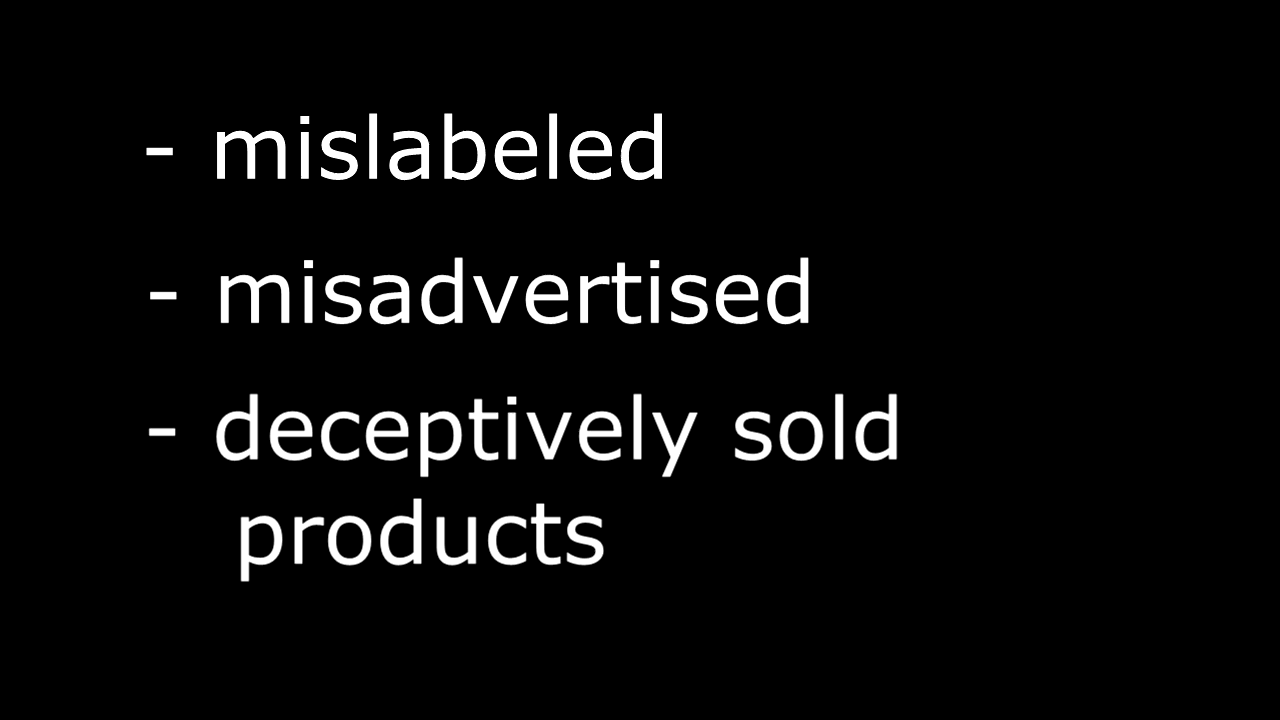 - mislabeled
- misadvertised
- deceptively sold
products